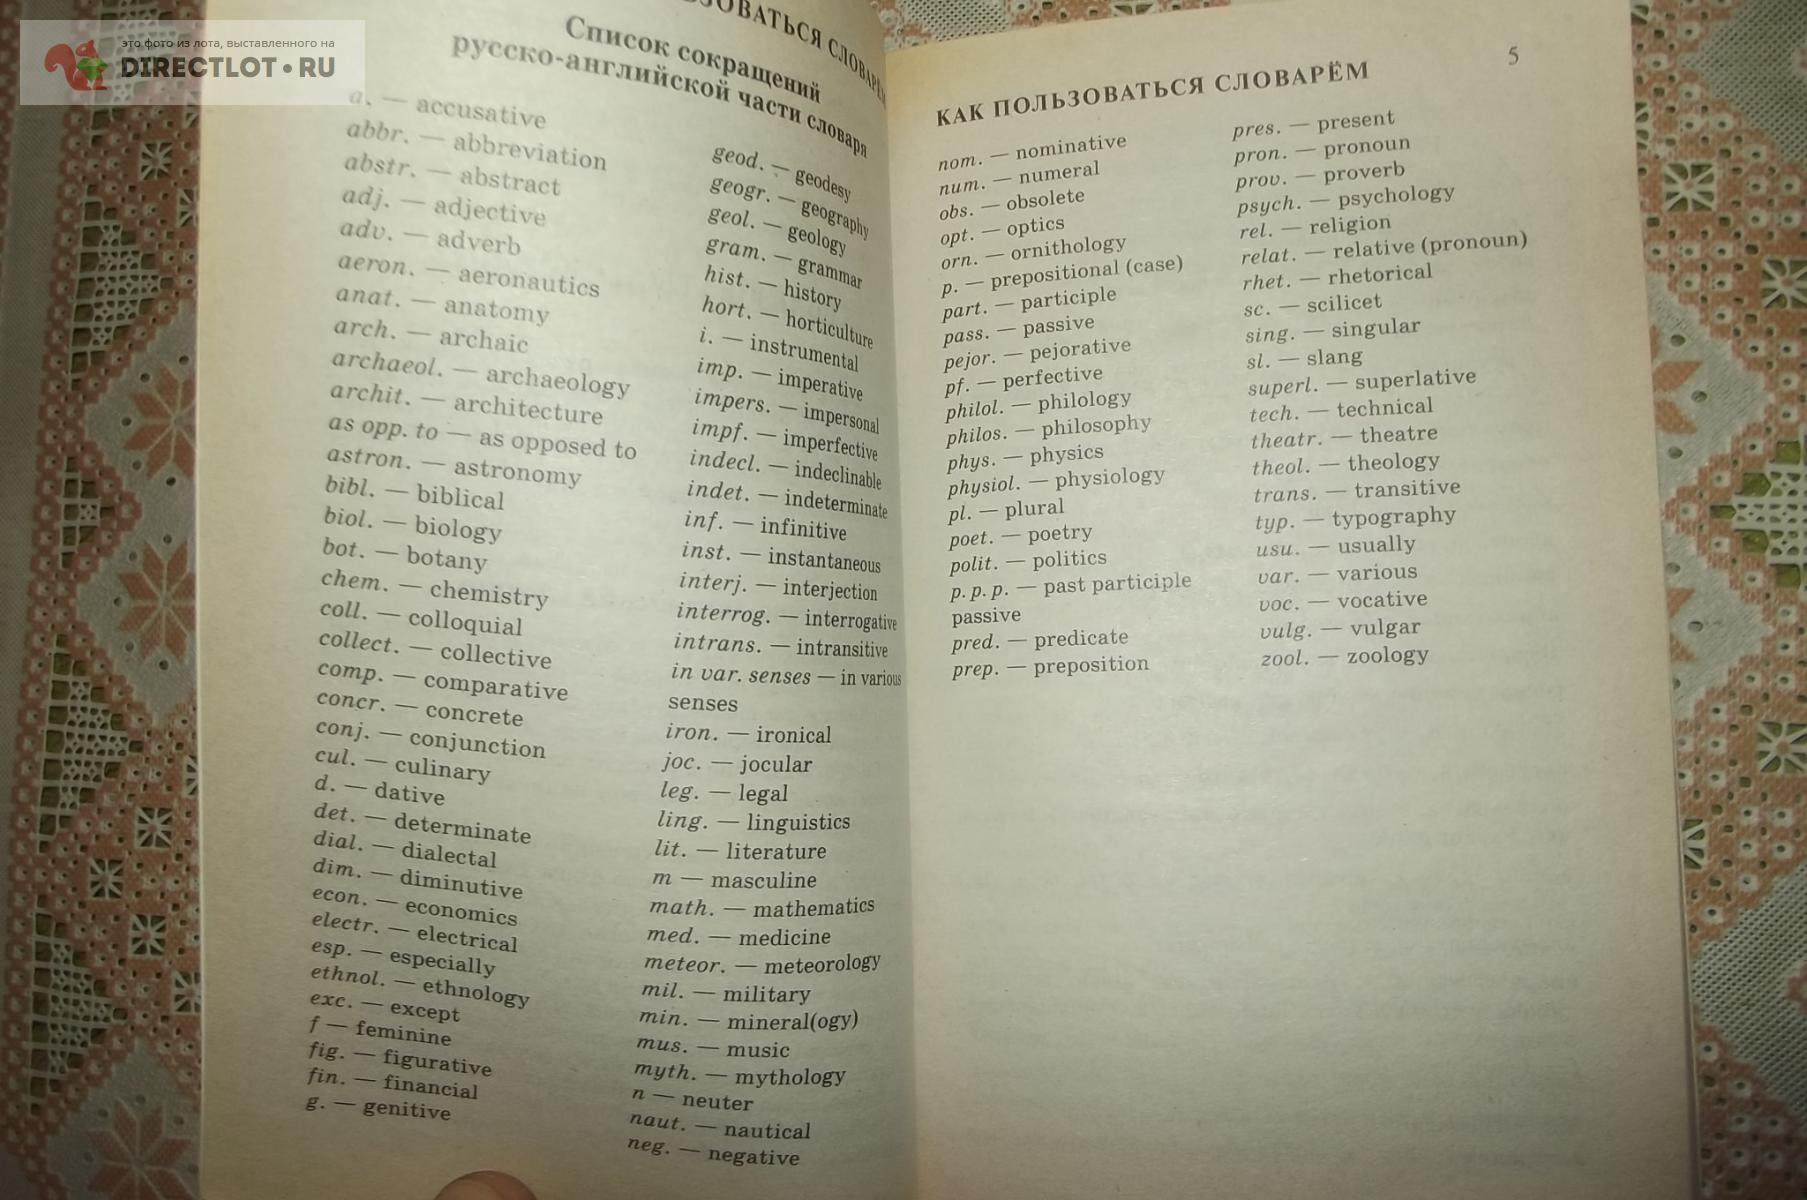 это фото из лота, выставленного на
DIRECTLOT•RU
СЛОВАРЁМ
Список сокращений
русско-английской части словаря
a. — accusative
abbr. — abbreviation
abstr. — abstract
adj. — adjective
adv. — adverb
aeron. — aeronautics
anat. — anatomy
arch. — archaic
archaeol. — archaeology
archit. — architecture
as opp. to — as opposed to
astron. — astronomy
bibl. — biblical
biol. — biology
bot. — botany
chem. — chemistry
coll. — colloquial
collect. — collective
comp. — comparative
concr. — concrete
conj. — conjunction
cul. — culinary
d. — dative
det. — determinate
dial. — dialectal
dim. — diminutive
econ. — economics
electr. — electrical
esp. — especially
ethnol. — ethnology
exc. — except
f — feminine
fig. — figurative
fin. — financial
g. — genitive
geod. — geodesy
geogr. — geography
geol. — geology
gram. — grammar
hist. — history
hort. — horticulture
i. — instrumental
imp. — imperative
impers. — impersonal
impf. — imperfective
indecl. — indeclinable
indet. — indeterminate
inf. — infinitive
inst. — instantaneous
interj. — interjection
interrog. — interrogative
intrans. — intransitive
in var. senses — in various
senses
iron. — ironical
joc. — jocular
leg. — legal
ling. — linguistics
lit. — literature
m — masculine
math. — mathematics
med. — medicine
meteor. — meteorology
mil. — military
min. — mineral(ogy)
mus. — music
myth. — mythology
n — neuter
naut. — nautical
neg. — negative
КАК ПОЛЬЗОВАТЬСЯ СЛОВАРЁМ
5
nom. — nominative
num. — numeral
obs. — obsolete
opt. — optics
orn. — ornithology
p. — prepositional (case)
part. — participle
pass. — passive
pejor. — pejorative
pf. — perfective
philol. — philology
philos. — philosophy
phys. — physics
physiol. — physiology
pl. — plural
poet. — poetry
polit. — politics
p. p. p. — past participle
passive
pred. — predicate
prep. — preposition
pres. — present
pron. — pronoun
prov. — proverb
psych. — psychology
rel. — religion
relat. — relative (pronoun)
rhet. — rhetorical
sc. — scilicet
sing. — singular
sl. — slang
superl. — superlative
tech. — technical
theatr. — theatre
theol. — theology
trans. — transitive
typ. — typography
usu. — usually
var. — various
voc. — vocative
vulg. — vulgar
zool. — zoology